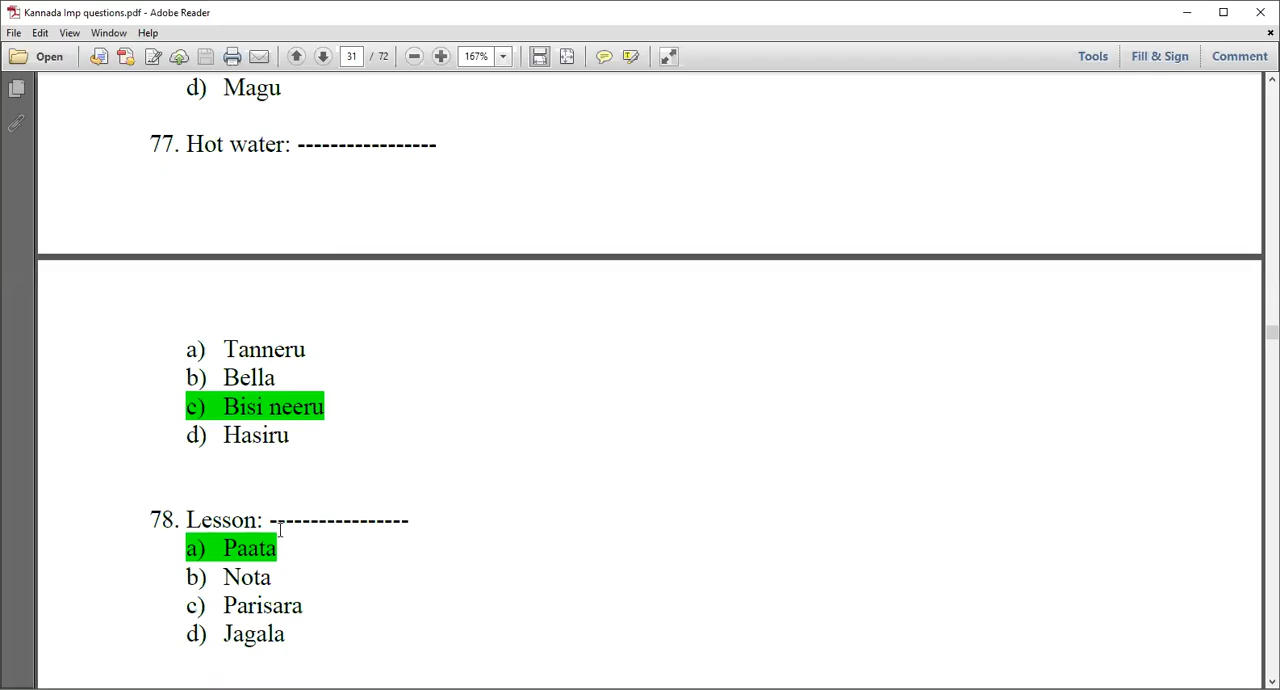 Kannada Imp questions.pdf - Adobe Reader
File Edit View Window Help
Open 31 / 72 167% Tools Fill & Sign Comment
d) Magu
77. Hot water: -----------------
a) Tanneru
b) Bella
c) Bisi neeru
d) Hasiru
78. Lesson: -----------------
a) Paata
b) Nota
c) Parisara
d) Jagala